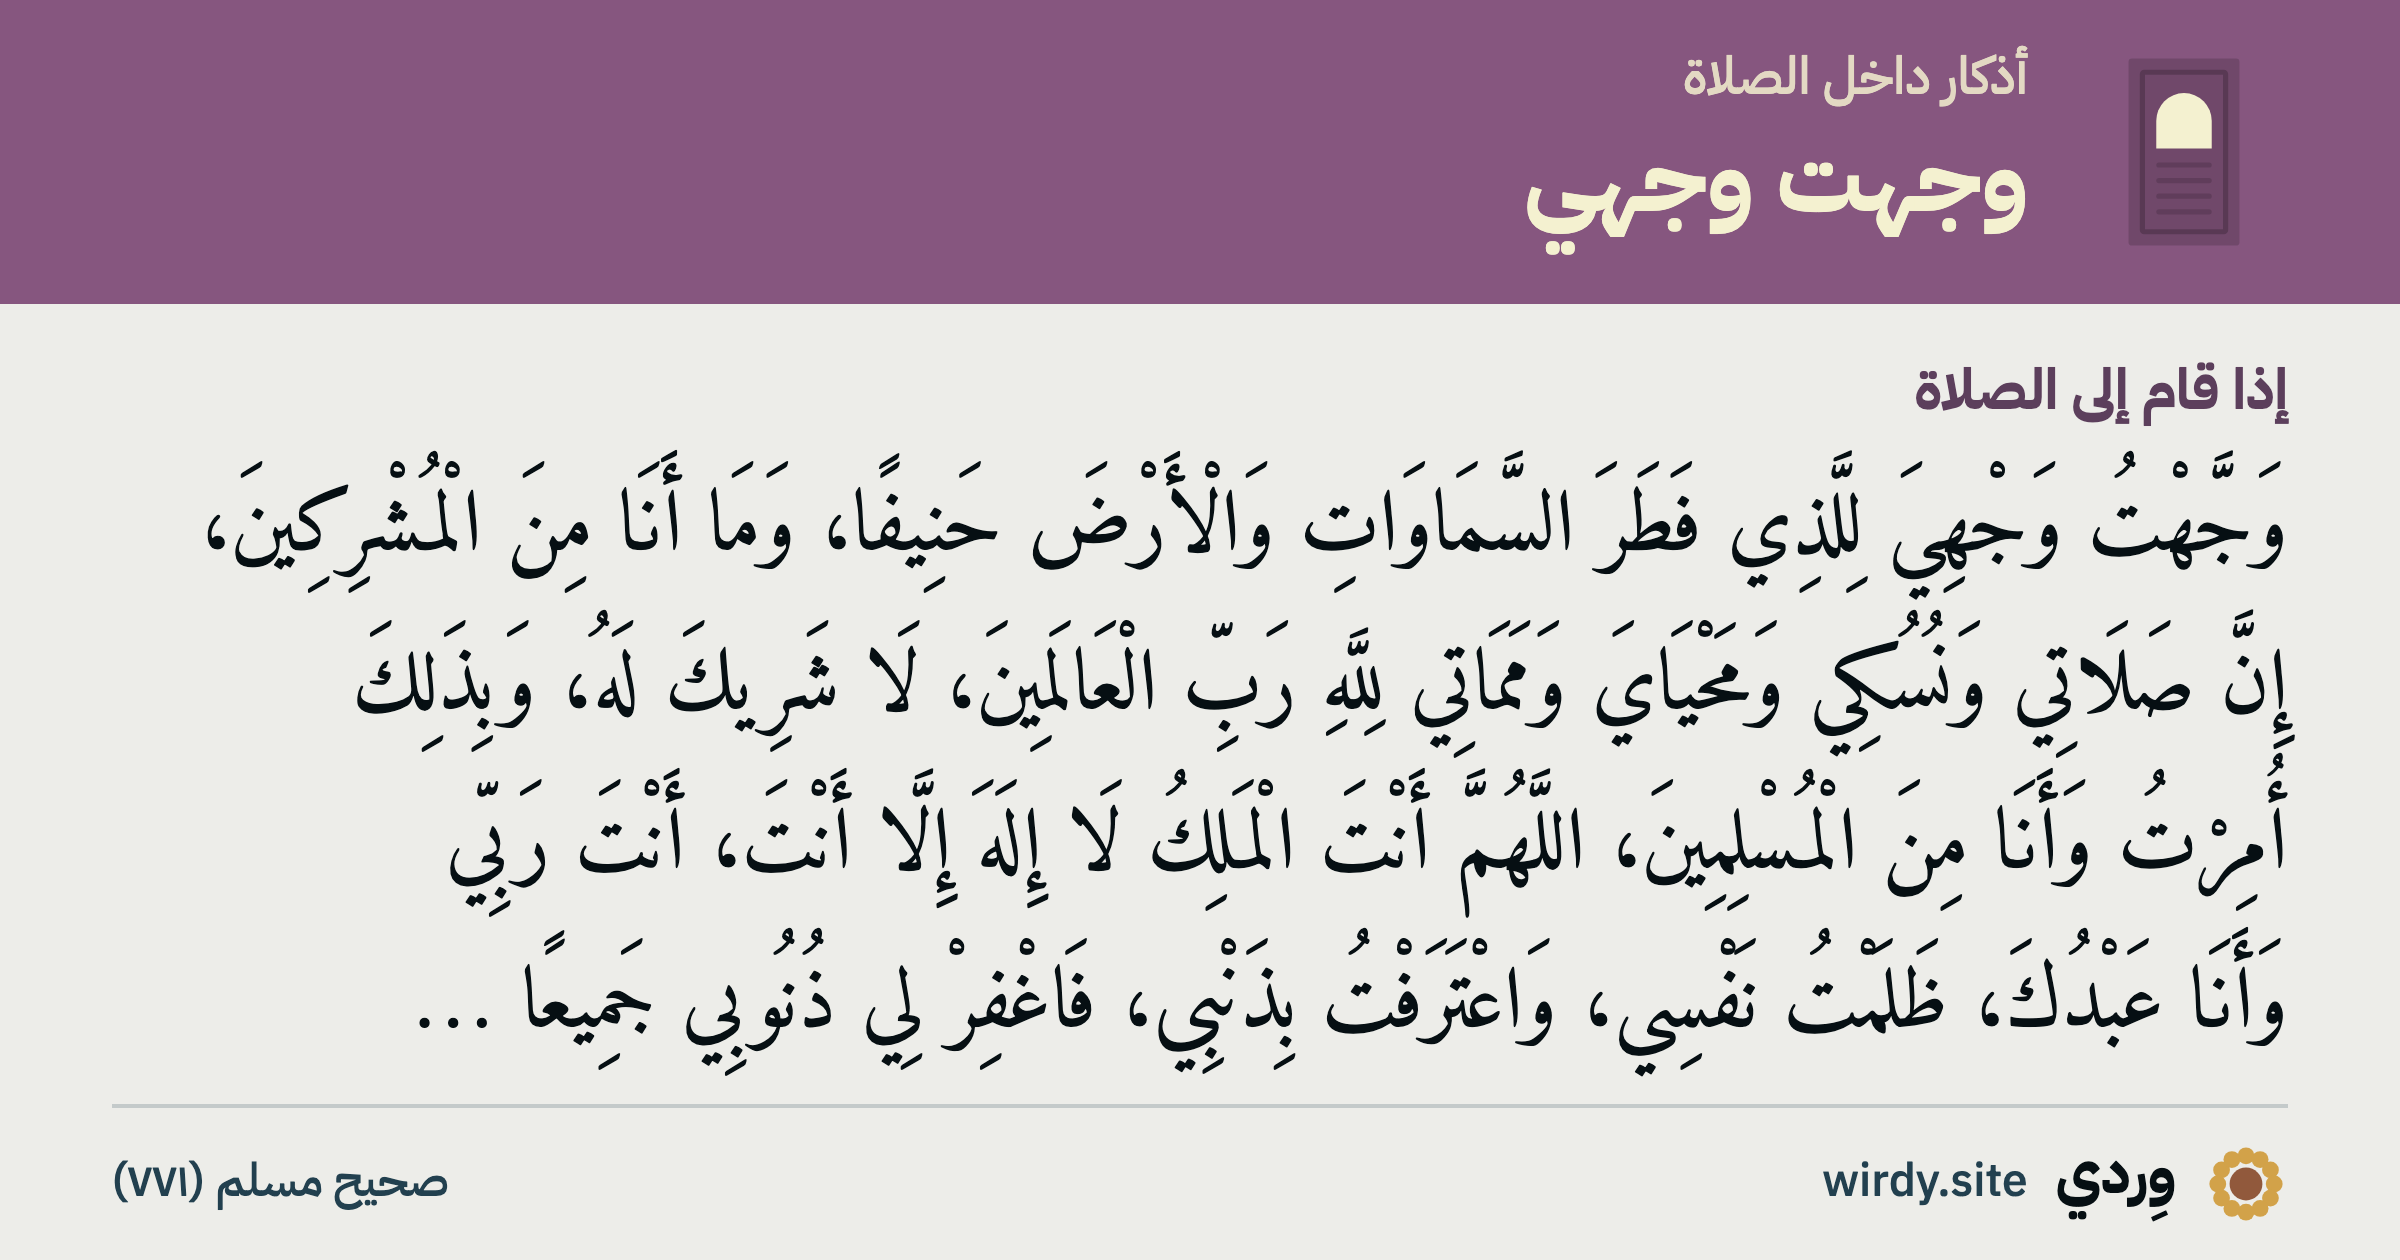 أذكار داخل الصلاة
وجهت وجهي
إذا قام إلى الصلاة
وَجَّهْتُ وَجْهِيَ لِلَّذِي فَطَرَ السَّمَاوَاتِ وَالْأَرْضَ حَنِيفًا، وَمَا أَنَا مِنَ الْمُشْرِكِينَ،
إِنَّ صَلَاتِي وَنُسُكِي وَمَحْيَايَ وَمَمَاتِي لِلَّهِ رَبِّ الْعَالَمِينَ، لَا شَرِيكَ لَهُ، وَبِذَلِكَ
أُمِرْتُ وَأَنَا مِنَ الْمُسْلِمِينَ، اللَّهُمَّ أَنْتَ الْمَلِكُ لَا إِلَهَ إِلَّا أَنْتَ، أَنْتَ رَبِّي
وَأَنَا عَبْدُكَ، ظَلَمْتُ نَفْسِي، وَاعْتَرَفْتُ بِذَنْبِي، فَاغْفِرْ لِي ذُنُوبِي جَمِيعًا ...
وِردي wirdy.site
صحيح مسلم (٧٧١)